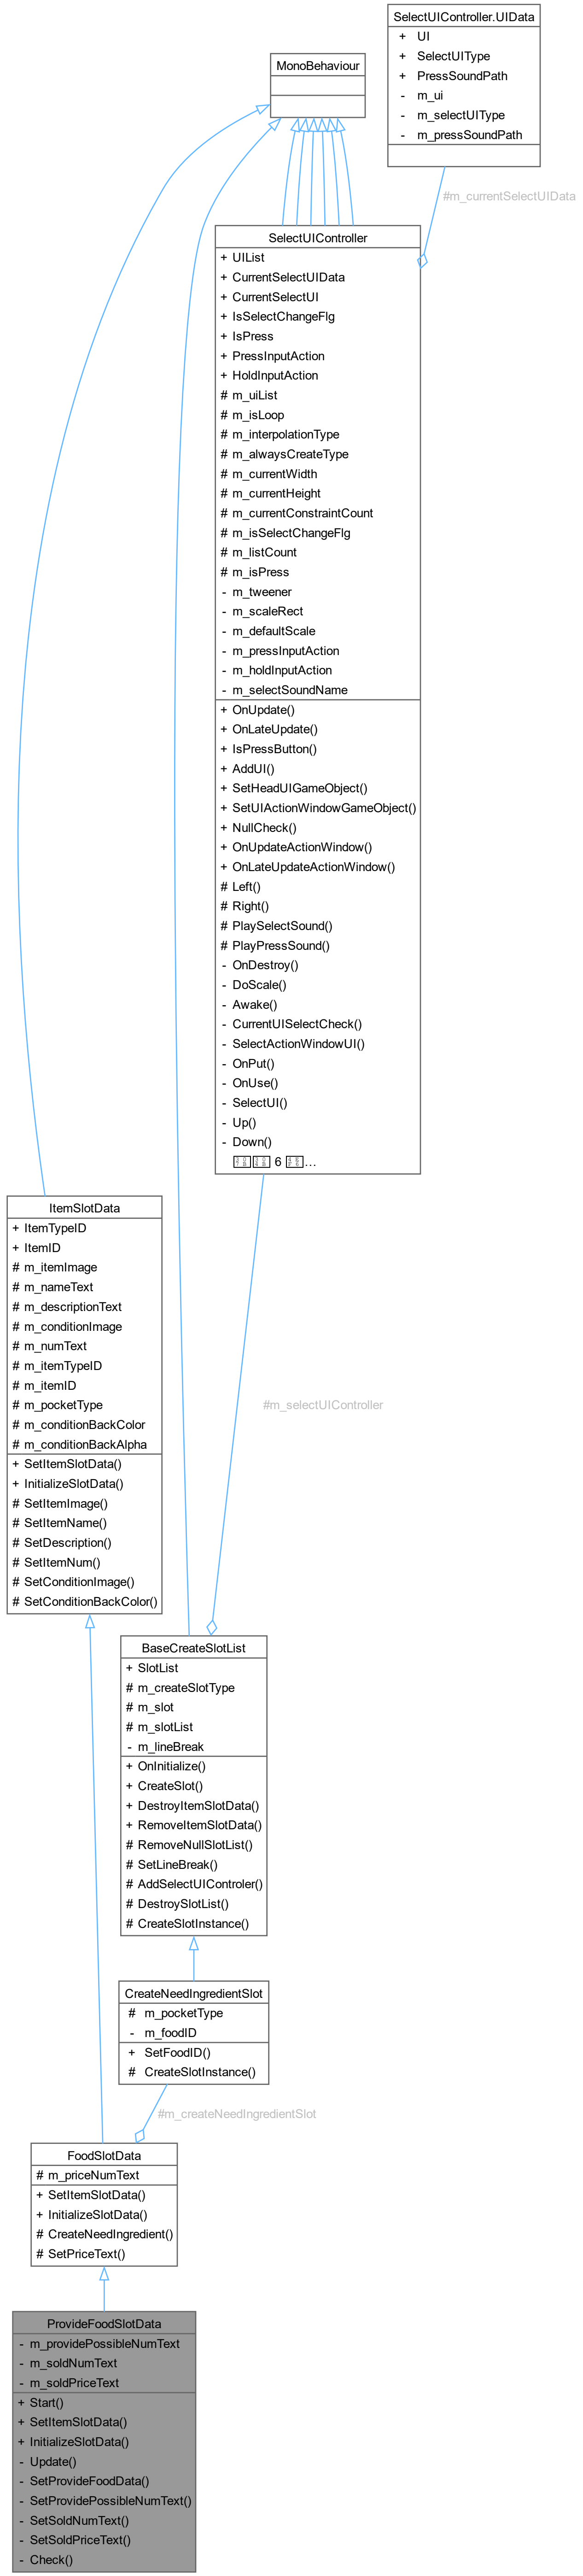 SelectUIController.UIData
+ UI
+ SelectUIType
+ PressSoundPath
- m_ui
- m_selectUIType
- m_pressSoundPath
MonoBehaviour
#m_currentSelectUIData
SelectUIController
+ UIList
+ CurrentSelectUIData
+ CurrentSelectUI
+ IsSelectChangeFlg
+ IsPress
+ PressInputAction
+ HoldInputAction
# m_uiList
# m_isLoop
# m_interpolationType
# m_alwaysCreateType
# m_currentWidth
# m_currentHeight
# m_currentConstraintCount
# m_isSelectChangeFlg
# m_listCount
# m_isPress
- m_tweener
- m_scaleRect
- m_defaultScale
- m_pressInputAction
- m_holdInputAction
- m_selectSoundName
+ OnUpdate()
+ OnLateUpdate()
+ IsPressButton()
+ AddUI()
+ SetHeadUIGameObject()
+ SetUIActionWindowGameObject()
+ NullCheck()
+ OnUpdateActionWindow()
+ OnLateUpdateActionWindow()
# Left()
# Right()
# PlaySelectSound()
# PlayPressSound()
- OnDestroy()
- DoScale()
- Awake()
- CurrentUISelectCheck()
- SelectActionWindowUI()
- OnPut()
- OnUse()
- SelectUI()
- Up()
- Down()
6 ...
ItemSlotData
+ ItemTypeID
+ ItemID
# m_itemImage
# m_nameText
# m_descriptionText
# m_conditionImage
# m_numText
# m_itemTypeID
# m_itemID
# m_pocketType
# m_conditionBackColor
# m_conditionBackAlpha
+ SetItemSlotData()
+ InitializeSlotData()
# SetItemImage()
# SetItemName()
# SetDescription()
# SetItemNum()
# SetConditionImage()
# SetConditionBackColor()
#m_selectUIController
BaseCreateSlotList
+ SlotList
# m_createSlotType
# m_slot
# m_slotList
- m_lineBreak
+ OnInitialize()
+ CreateSlot()
+ DestroyItemSlotData()
+ RemoveItemSlotData()
# RemoveNullSlotList()
# SetLineBreak()
# AddSelectUIControler()
# DestroySlotList()
# CreateSlotInstance()
CreateNeedIngredientSlot
# m_pocketType
- m_foodID
+ SetFoodID()
# CreateSlotInstance()
#m_createNeedIngredientSlot
FoodSlotData
# m_priceNumText
+ SetItemSlotData()
+ InitializeSlotData()
# CreateNeedIngredient()
# SetPriceText()
ProvideFoodSlotData
- m_providePossibleNumText
- m_soldNumText
- m_soldPriceText
+ Start()
+ SetItemSlotData()
+ InitializeSlotData()
- Update()
- SetProvideFoodData()
- SetProvidePossibleNumText()
- SetSoldNumText()
- SetSoldPriceText()
- Check()